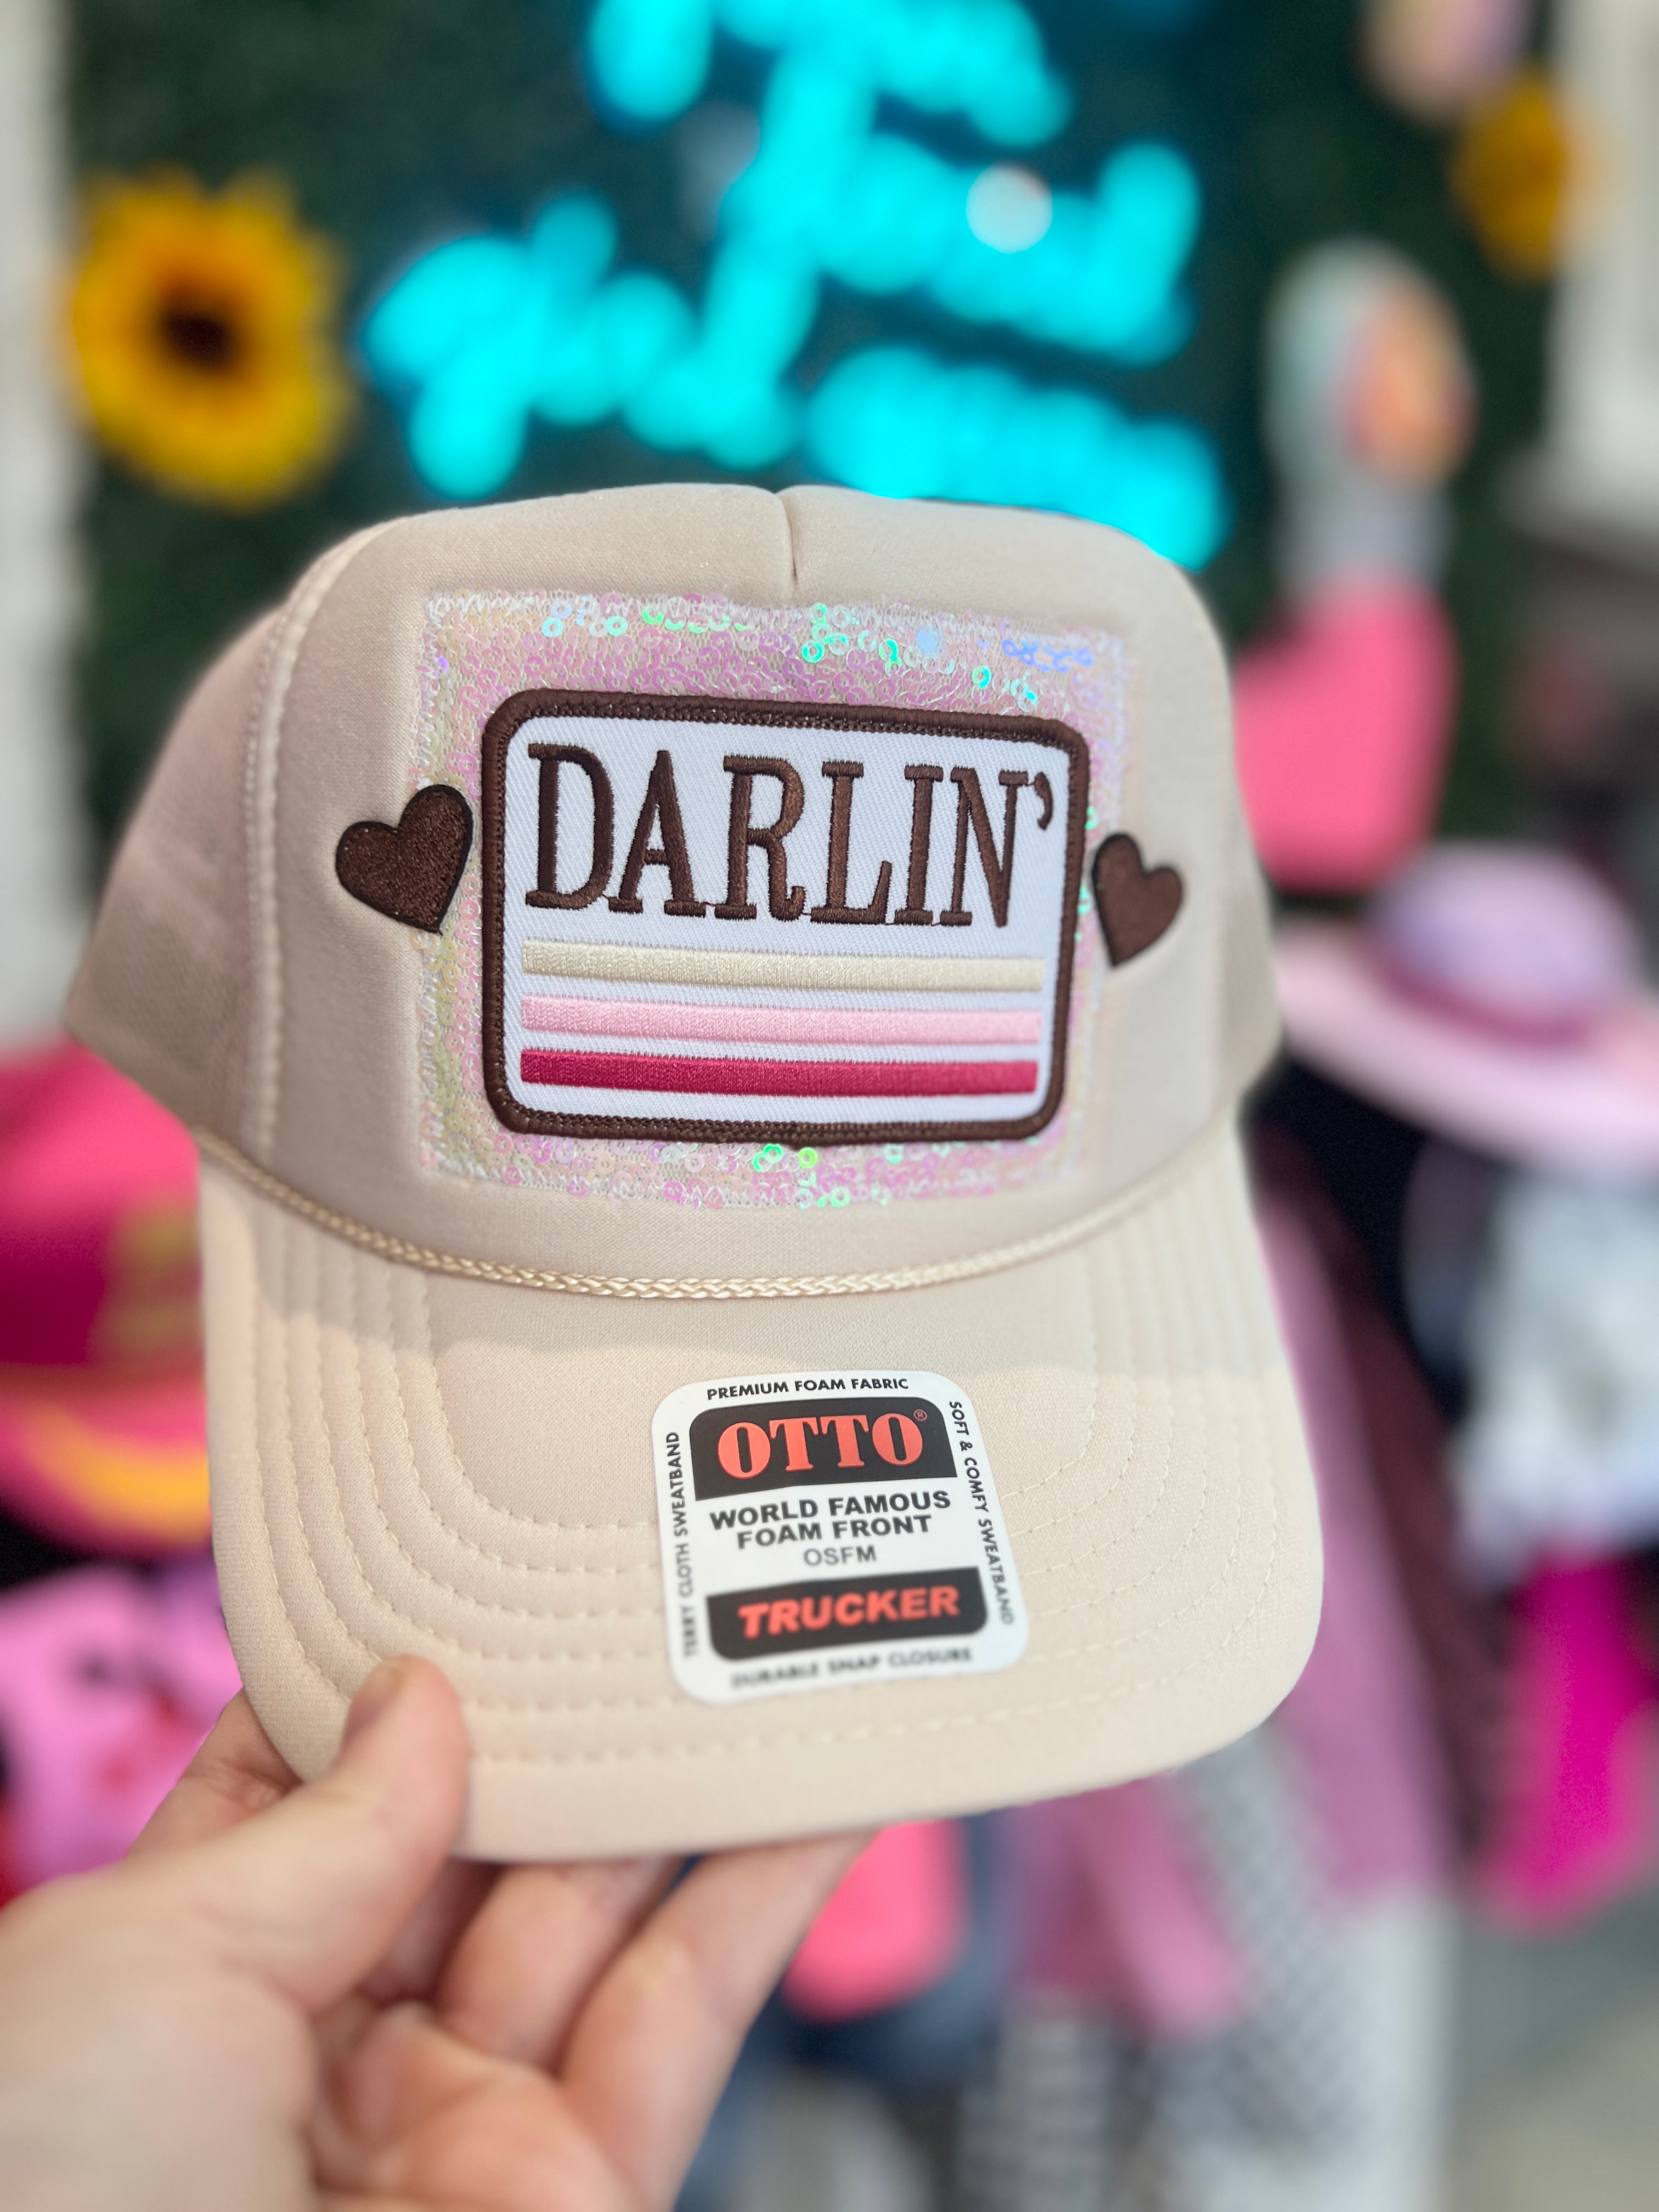 DARLIN'
PREMIUM FOAM FABRIC
OTTO®
WORLD FAMOUS
FOAM FRONT
OSFM
TRUCKER
DURABLE SNAP CLOSURE
TERRY CLOTH SWEATBAND
SOFT & COMFY SWEATBAND